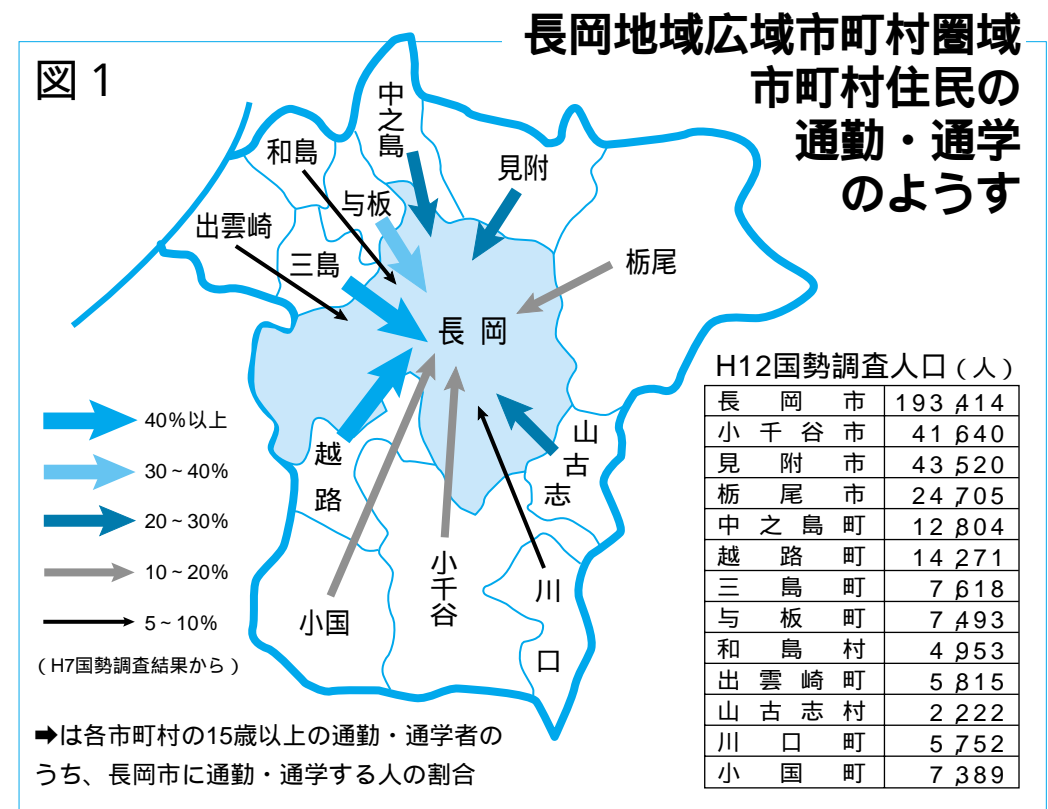 長岡地域広域市町村圏域
市町村住民の
通勤・通学
のようす
図1
中之島
和島
見附
与板
出雲崎
三島
栃尾
長岡
越路
山古志
小千谷
川口
小国
40%以上
30~40%
20~30%
10~20%
5~10%
(H7国勢調査結果から)
➡は各市町村の15歳以上の通勤・通学者の
うち、長岡市に通勤・通学する人の割合
H12国勢調査人口(人)
長岡市 193,414
小千谷市 41,640
見附市 43,520
栃尾市 24,705
中之島町 12,804
越路町 14,271
三島町 7,618
与板町 7,493
和島村 4,953
出雲崎町 5,815
山古志村 2,222
川口町 5,752
小国町 7,389